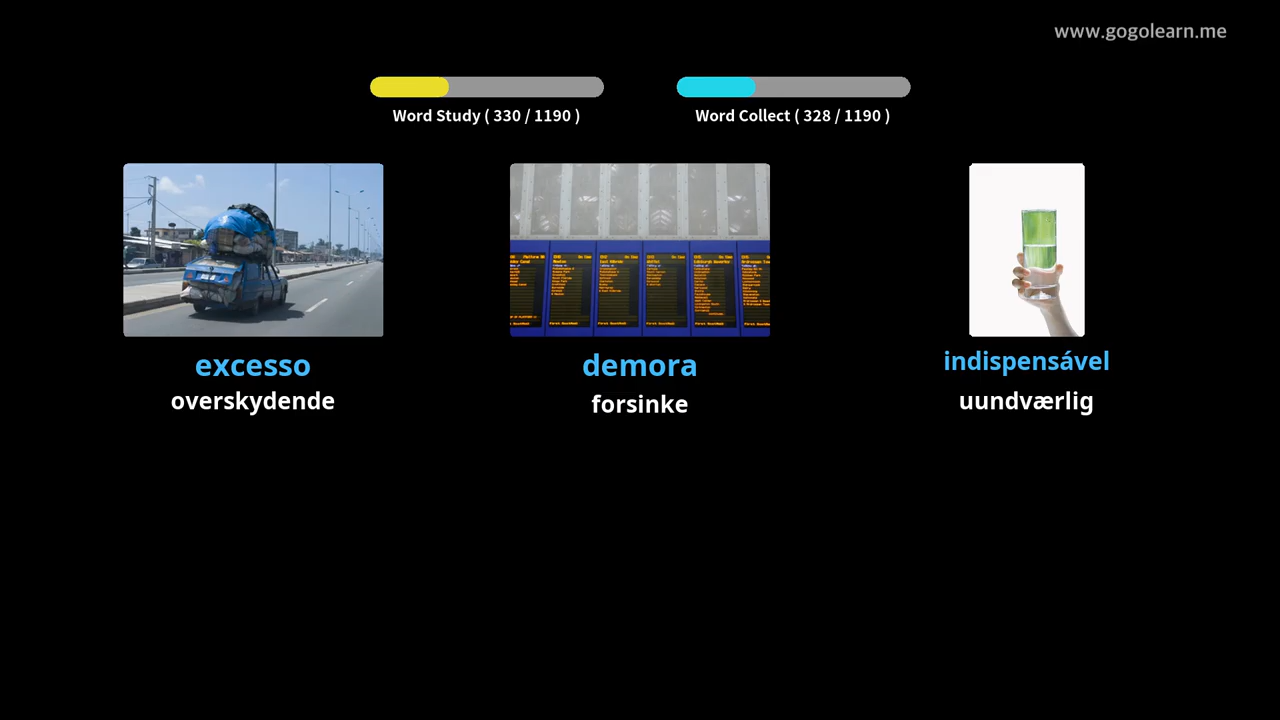 www.gogolearn.me
Word Study ( 330 / 1190 )
Word Collect ( 328 / 1190 )
excesso
overskydende
demora
forsinke
indispensável
uundværlig